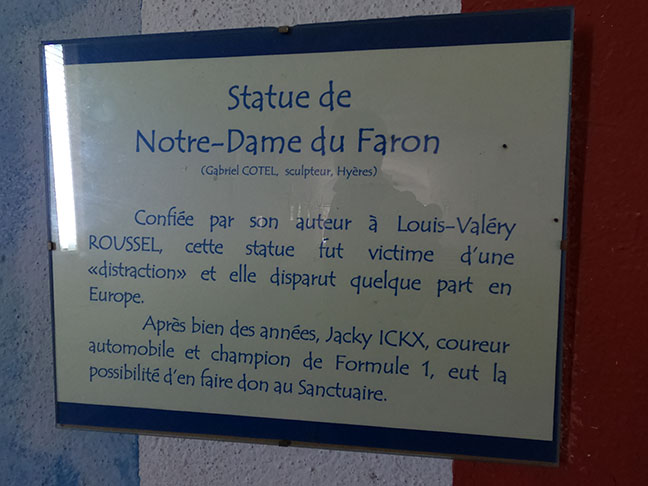 Statue de
Notre-Dame du Faron
(Gabriel COTEL, sculpteur, Hyères)
Confiée par son auteur à Louis-Valéry
ROUSSEL, cette statue fut victime d'une
«distraction» et elle disparut quelque part en
Europe.
Après bien des années, Jacky ICKX, coureur
automobile et champion de Formule 1, eut la
possibilité d'en faire don au Sanctuaire.